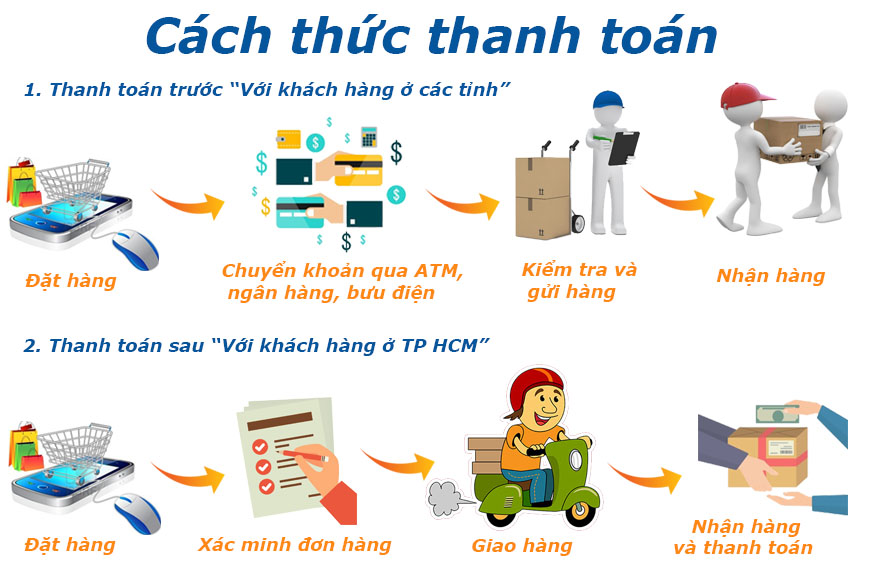 Cách thức thanh toán
1. Thanh toán trước “Với khách hàng ở các tỉnh”
Đặt hàng
Chuyển khoản qua ATM,
ngân hàng, bưu điện
Kiểm tra và
gửi hàng
Nhận hàng
2. Thanh toán sau “Với khách hàng ở TP HCM”
Đặt hàng
Xác minh đơn hàng
Giao hàng
Nhận hàng
và thanh toán